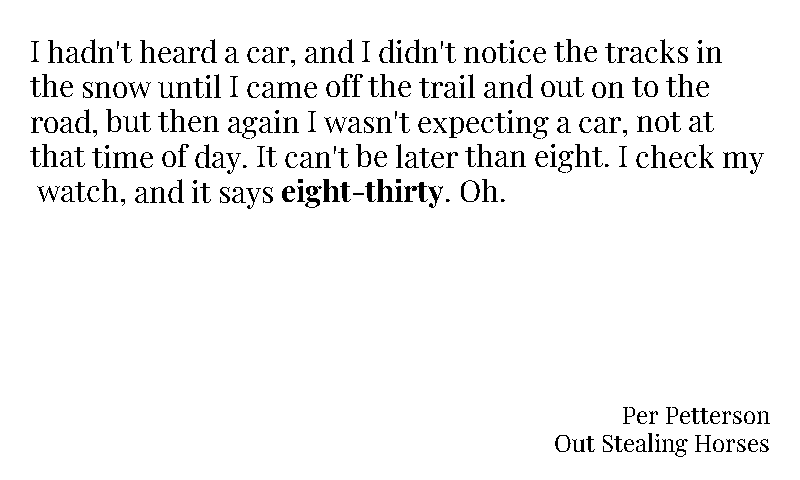 I hadn't heard a car, and I didn't notice the tracks in
the snow until I came off the trail and out on to the
road, but then again I wasn't expecting a car, not at
that time of day. It can't be later than eight. I check my
watch, and it says eight-thirty. Oh.
Per Petterson
Out Stealing Horses